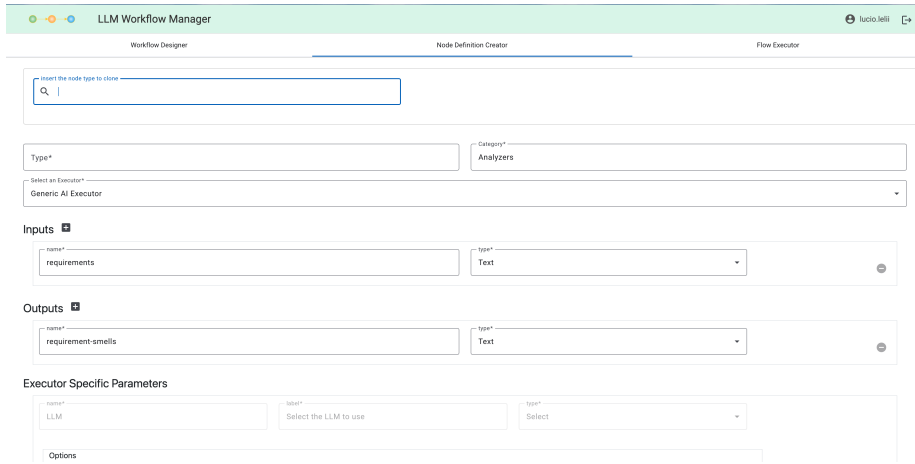 LLM Workflow Manager
lucio.lelii
Workflow Designer
Node Definition Creator
Flow Executor
insert the node type to clone
Type*
Category*
Analyzers
Select an Executor*
Generic AI Executor
Inputs
name*
type*
requirements
Text
Outputs
name*
type*
requirement-smells
Text
Executor Specific Parameters
name*
label*
type*
LLM
Select the LLM to use
Select
Options